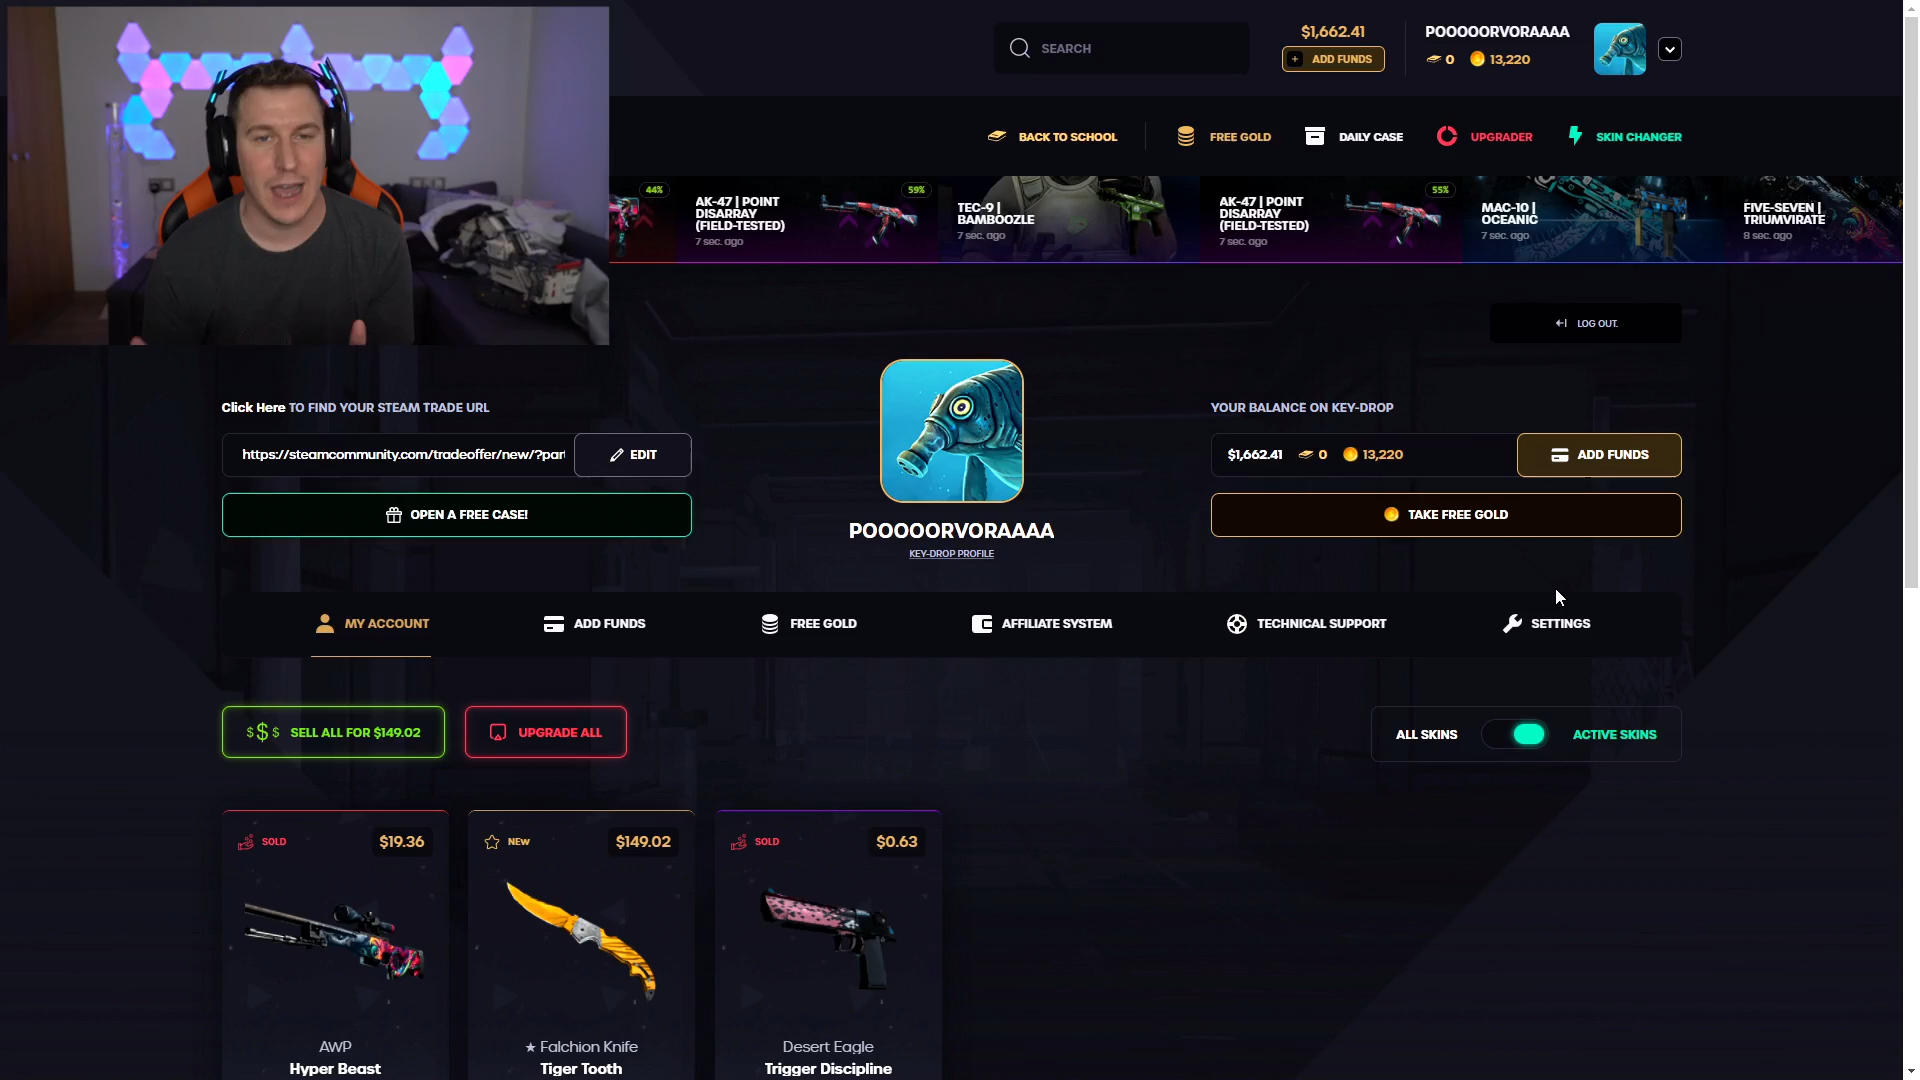 SEARCH
$1,662.41
ADD FUNDS
POOOOORVORAAAA
0
13,220
BACK TO SCHOOL
FREE GOLD
DAILY CASE
UPGRADER
SKIN CHANGER
44%
AK-47 | POINT
DISARRAY
(FIELD-TESTED)
7 sec. ago
59%
TEC-9 |
BAMBOOZLE
7 sec. ago
AK-47 | POINT
DISARRAY
(FIELD-TESTED)
7 sec. ago
55%
MAC-10 |
OCEANIC
7 sec. ago
FIVE-SEVEN |
TRIUMVIRATE
8 sec. ago
LOG OUT.
Click Here TO FIND YOUR STEAM TRADE URL
https://steamcommunity.com/tradeoffer/new/?par
EDIT
OPEN A FREE CASE!
POOOOORVORAAAA
KEY-DROP PROFILE
YOUR BALANCE ON KEY-DROP
$1,662.41 0 13,220
ADD FUNDS
TAKE FREE GOLD
MY ACCOUNT
ADD FUNDS
FREE GOLD
AFFILIATE SYSTEM
TECHNICAL SUPPORT
SETTINGS
$ $ $ SELL ALL FOR $149.02
UPGRADE ALL
ALL SKINS
ACTIVE SKINS
SOLD
$19.36
AWP
Hyper Beast
NEW
$149.02
★ Falchion Knife
Tiger Tooth
SOLD
$0.63
Desert Eagle
Trigger Discipline